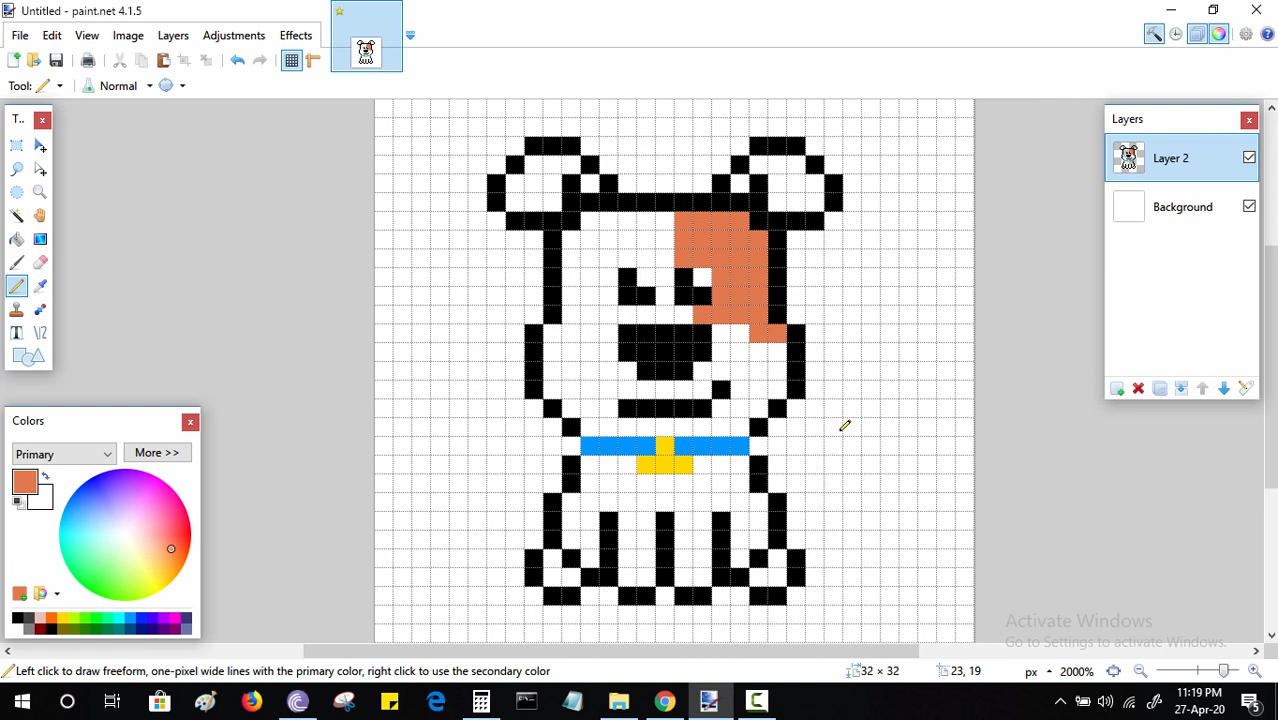 Untitled - paint.net 4.1.5
File Edit View Image Layers Adjustments Effects
Tool: Normal
T..
Layers
Layer 2
Background
Colors
Primary More >>
Activate Windows
Go to Settings to activate Windows.
Left click to draw freeform, one-pixel wide lines with the primary color, right click to use the secondary color 32 × 32 23, 19 px 2000%
11:19 PM
27-Apr-20
5